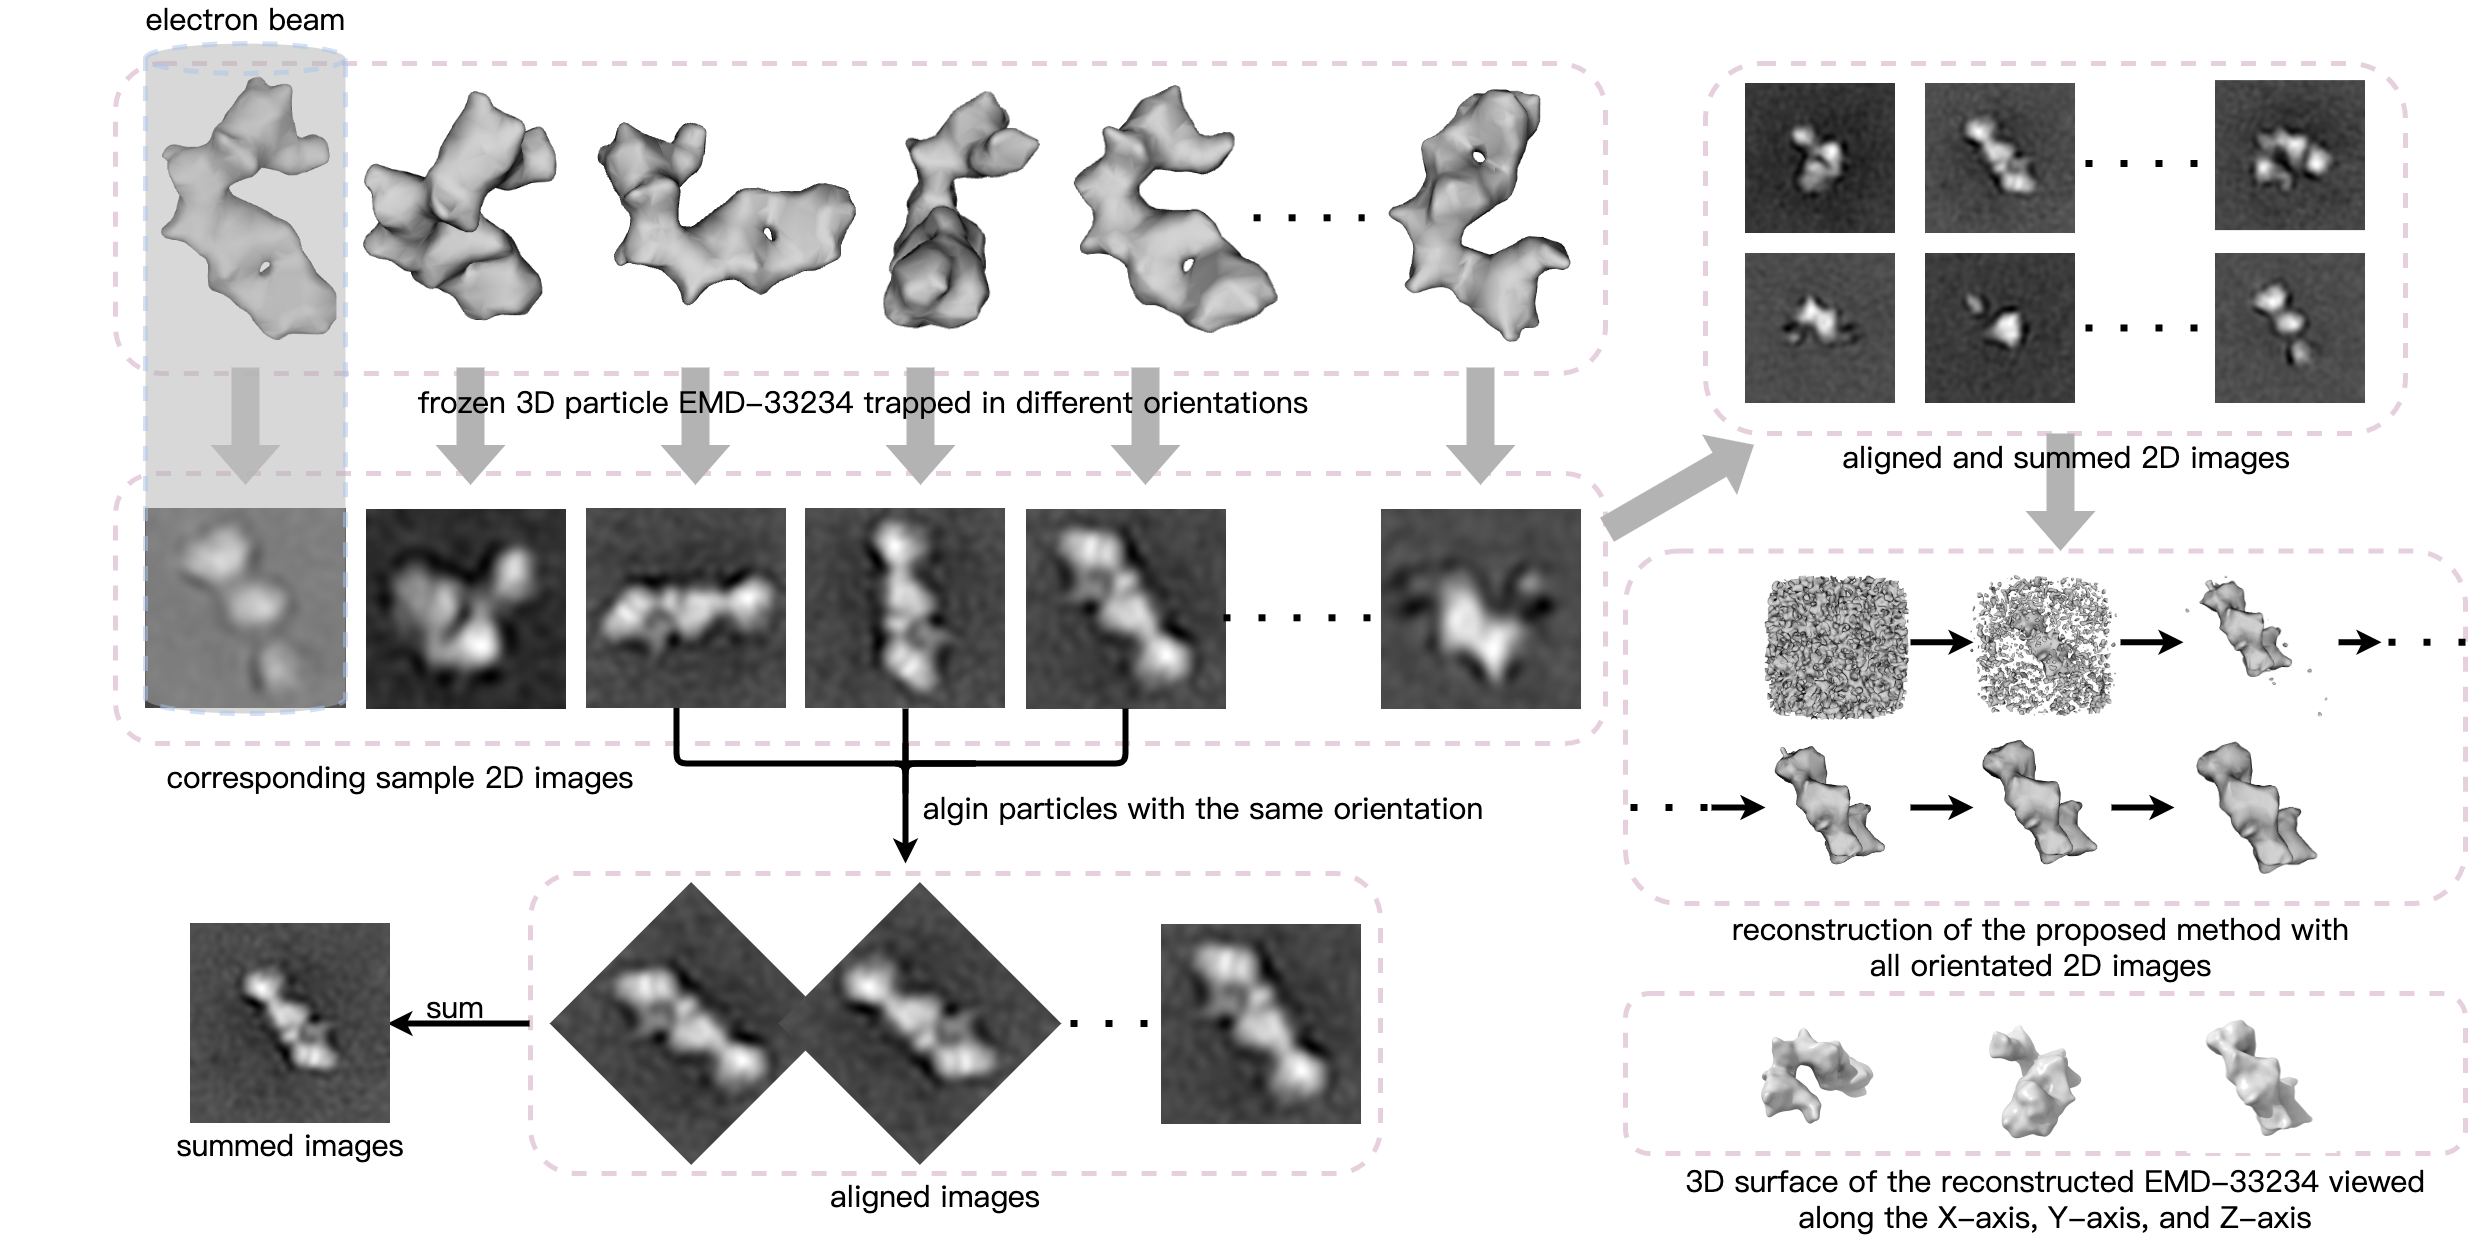 electron beam
frozen 3D particle EMD-33234 trapped in different orientations
corresponding sample 2D images
algin particles with the same orientation
sum
summed images
aligned images
aligned and summed 2D images
reconstruction of the proposed method with
all orientated 2D images
3D surface of the reconstructed EMD-33234 viewed
along the X-axis, Y-axis, and Z-axis